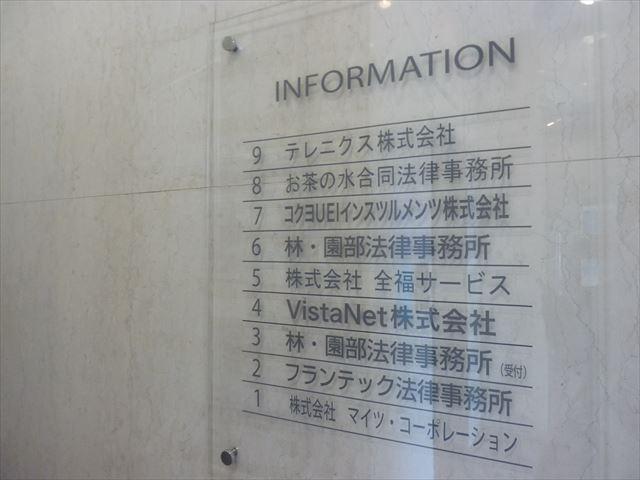 INFORMATION
9 テレニクス株式会社
8 お茶の水合同法律事務所
7 コクヨUEIインスツルメンツ株式会社
6 林・園部法律事務所
5 株式会社 全福サービス
4 VistaNet株式会社
3 林・園部法律事務所(受付)
2 フランテック法律事務所
1 株式会社 マイツ・コーポレーション